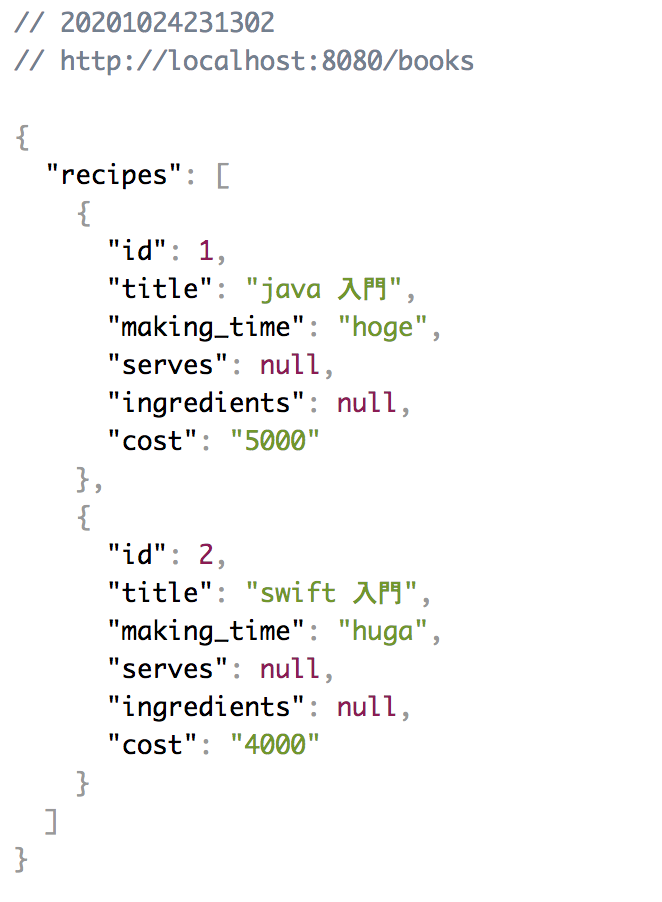 // 20201024231302
// http://localhost:8080/books
{
"recipes": [
{
"id": 1,
"title": "java 入門",
"making_time": "hoge",
"serves": null,
"ingredients": null,
"cost": "5000"
},
{
"id": 2,
"title": "swift 入門",
"making_time": "huga",
"serves": null,
"ingredients": null,
"cost": "4000"
}
]
}